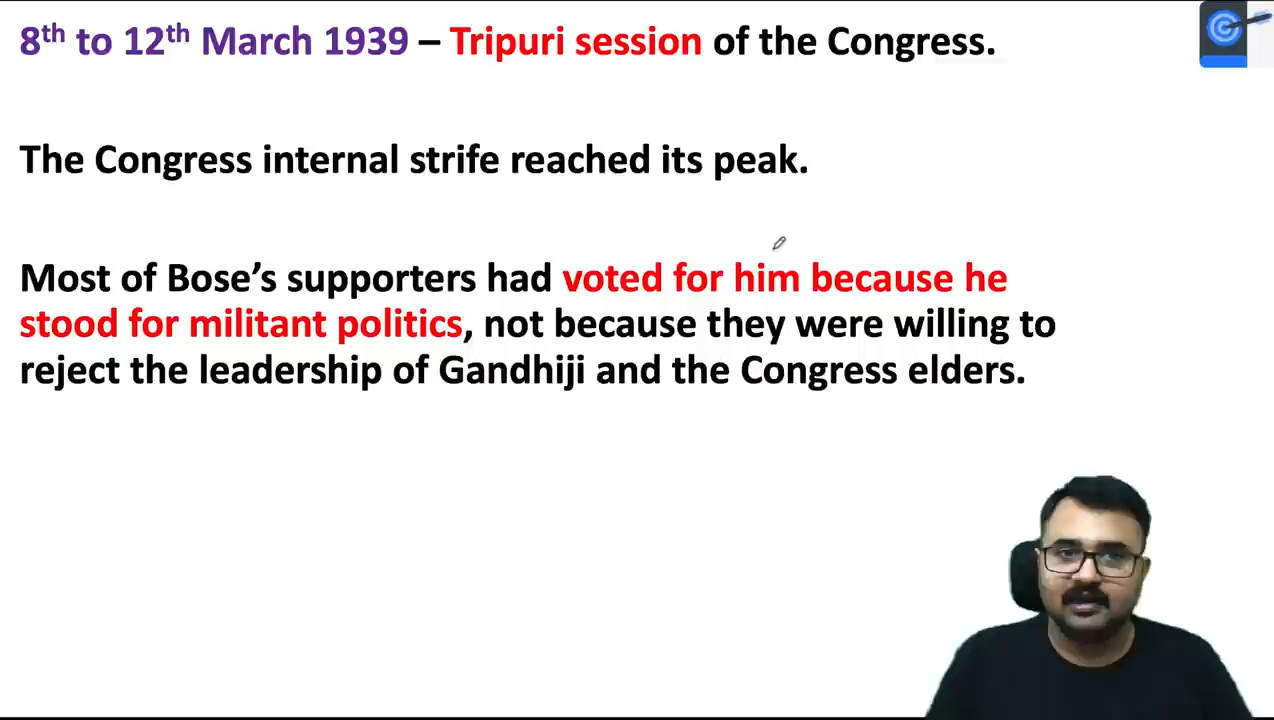 8th to 12th March 1939 – Tripuri session of the Congress.
The Congress internal strife reached its peak.
Most of Bose’s supporters had voted for him because he
stood for militant politics, not because they were willing to
reject the leadership of Gandhiji and the Congress elders.